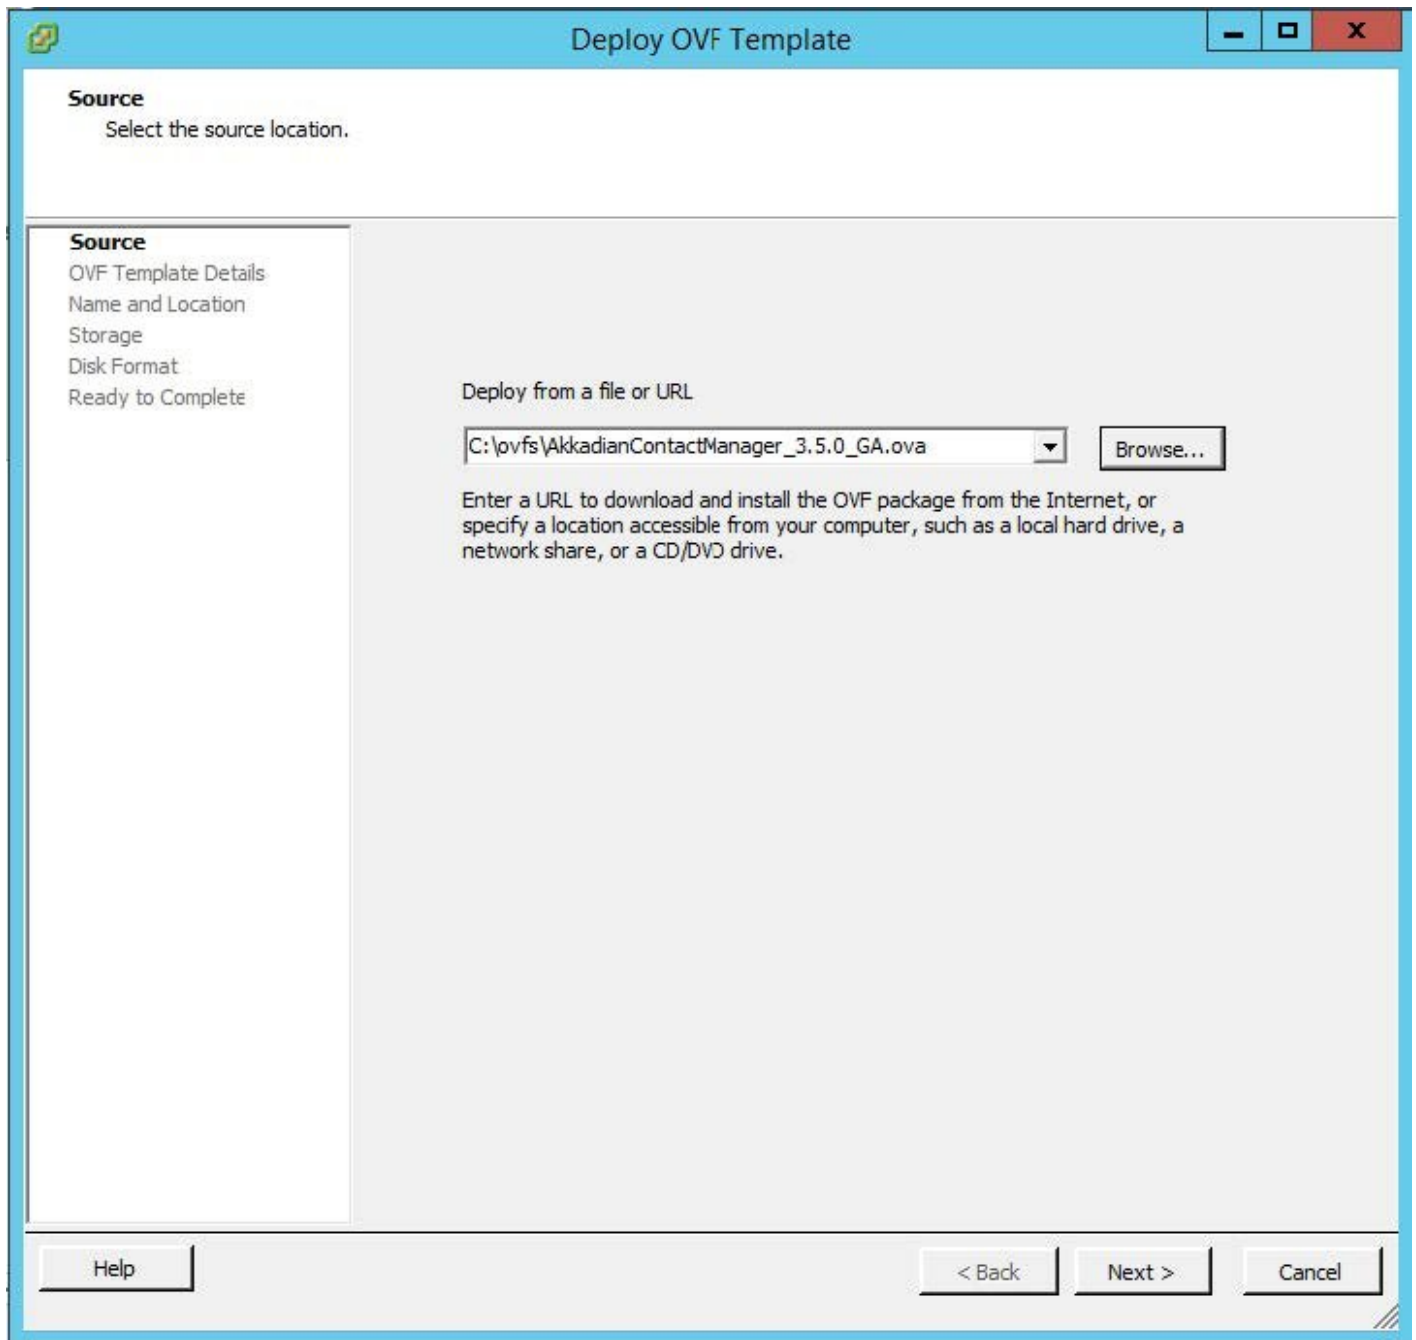 Deploy OVF Template
Source
Select the source location.
Source
OVF Template Details
Name and Location
Storage
Disk Format
Ready to Complete
Deploy from a file or URL
C:\ovfs\AkkadianContactManager_3.5.0_GA.ova
Browse...
Enter a URL to download and install the OVF package from the Internet, or
specify a location accessible from your computer, such as a local hard drive, a
network share, or a CD/DVD drive.
Help
< Back
Next >
Cancel